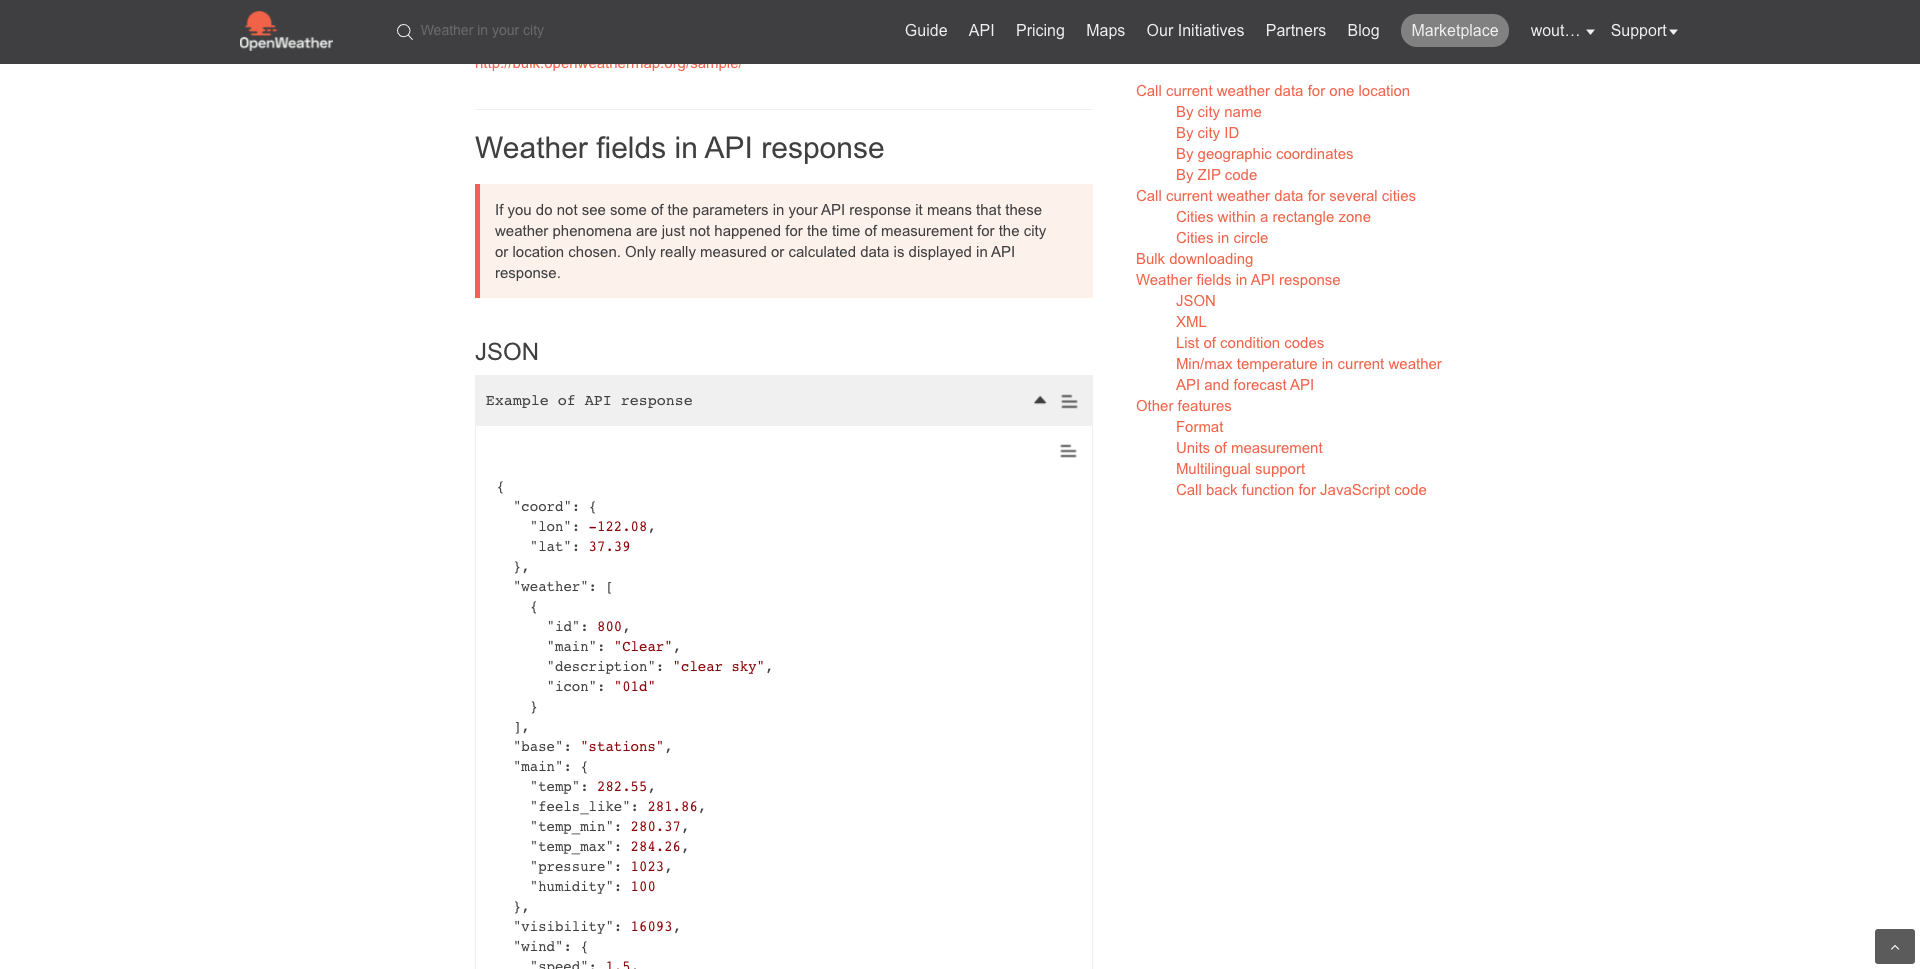 OpenWeather
Weather in your city
Guide
API
Pricing
Maps
Our Initiatives
Partners
Blog
Marketplace
wout...
Support
http://bulk.openweathermap.org/sample/
Weather fields in API response
If you do not see some of the parameters in your API response it means that these
weather phenomena are just not happened for the time of measurement for the city
or location chosen. Only really measured or calculated data is displayed in API
response.
JSON
Example of API response
{
"coord": {
"lon": -122.08,
"lat": 37.39
},
"weather": [
{
"id": 800,
"main": "Clear",
"description": "clear sky",
"icon": "01d"
}
],
"base": "stations",
"main": {
"temp": 282.55,
"feels_like": 281.86,
"temp_min": 280.37,
"temp_max": 284.26,
"pressure": 1023,
"humidity": 100
},
"visibility": 16093,
"wind": {
"speed": 1.5,
Call current weather data for one location
By city name
By city ID
By geographic coordinates
By ZIP code
Call current weather data for several cities
Cities within a rectangle zone
Cities in circle
Bulk downloading
Weather fields in API response
JSON
XML
List of condition codes
Min/max temperature in current weather
API and forecast API
Other features
Format
Units of measurement
Multilingual support
Call back function for JavaScript code